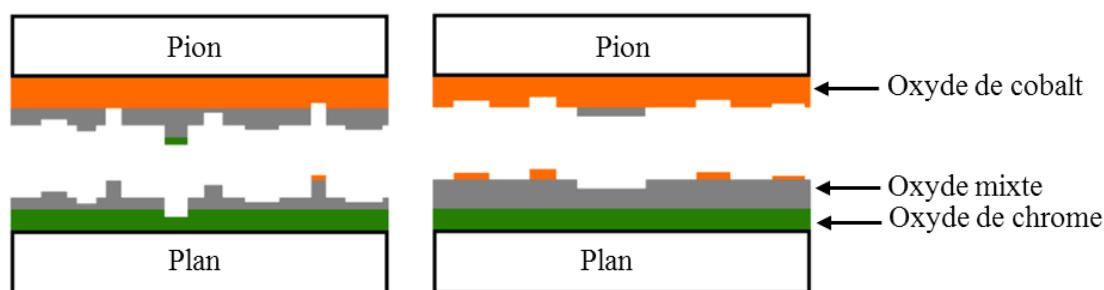 Pion
Pion
Oxyde de cobalt
Oxyde mixte
Oxyde de chrome
Plan
Plan